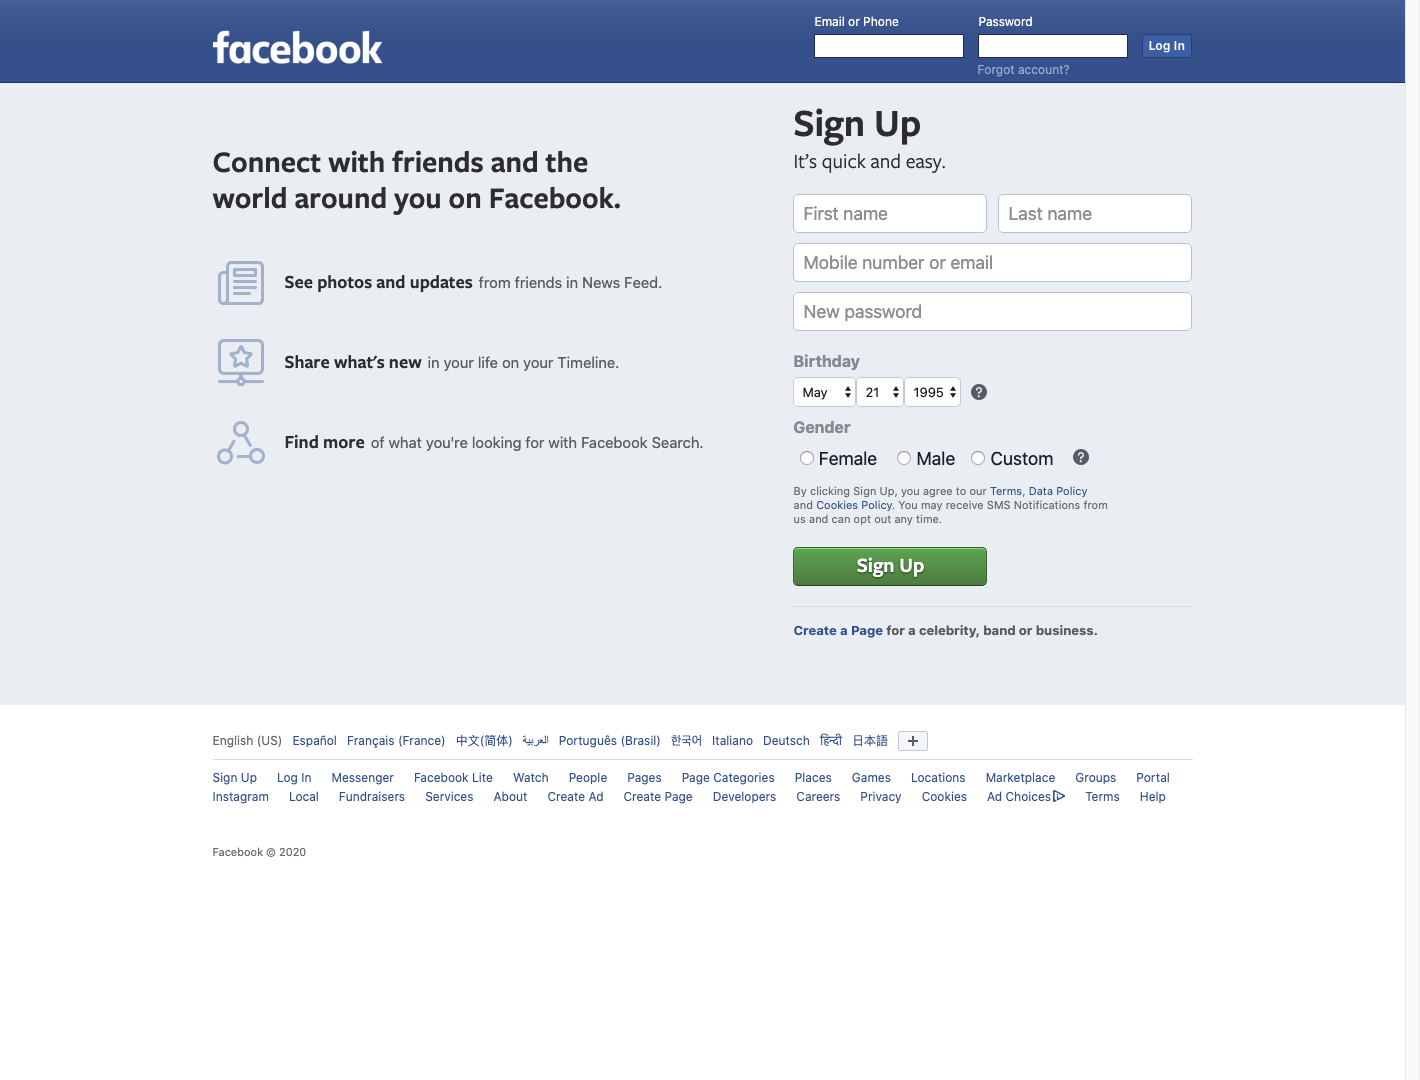 facebook
Email or Phone
Password
Log In
Forgot account?
Connect with friends and the
world around you on Facebook.
See photos and updates from friends in News Feed.
Share what's new in your life on your Timeline.
Find more of what you're looking for with Facebook Search.
Sign Up
It's quick and easy.
First name Last name
Mobile number or email
New password
Birthday
May 21 1995 ?
Gender
Female Male Custom ?
By clicking Sign Up, you agree to our Terms, Data Policy
and Cookies Policy. You may receive SMS Notifications from
us and can opt out any time.
Sign Up
Create a Page for a celebrity, band or business.
English (US) Español Français (France) 中文(简体) العربية Português (Brasil) 한국어 Italiano Deutsch हिन्दी 日本語 +
Sign Up Log In Messenger Facebook Lite Watch People Pages Page Categories Places Games Locations Marketplace Groups Portal
Instagram Local Fundraisers Services About Create Ad Create Page Developers Careers Privacy Cookies Ad Choices Terms Help
Facebook © 2020